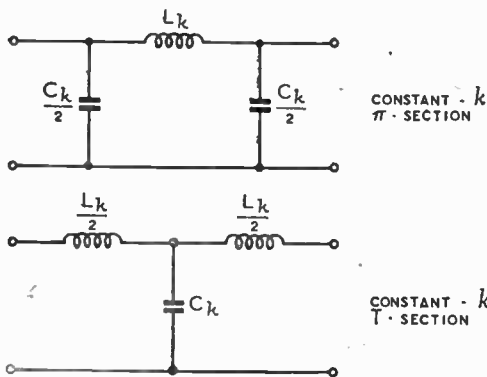 Lk
Ck
2
Ck
2
CONSTANT - k
π - SECTION
Lk
2
Lk
2
Ck
CONSTANT - k
T - SECTION